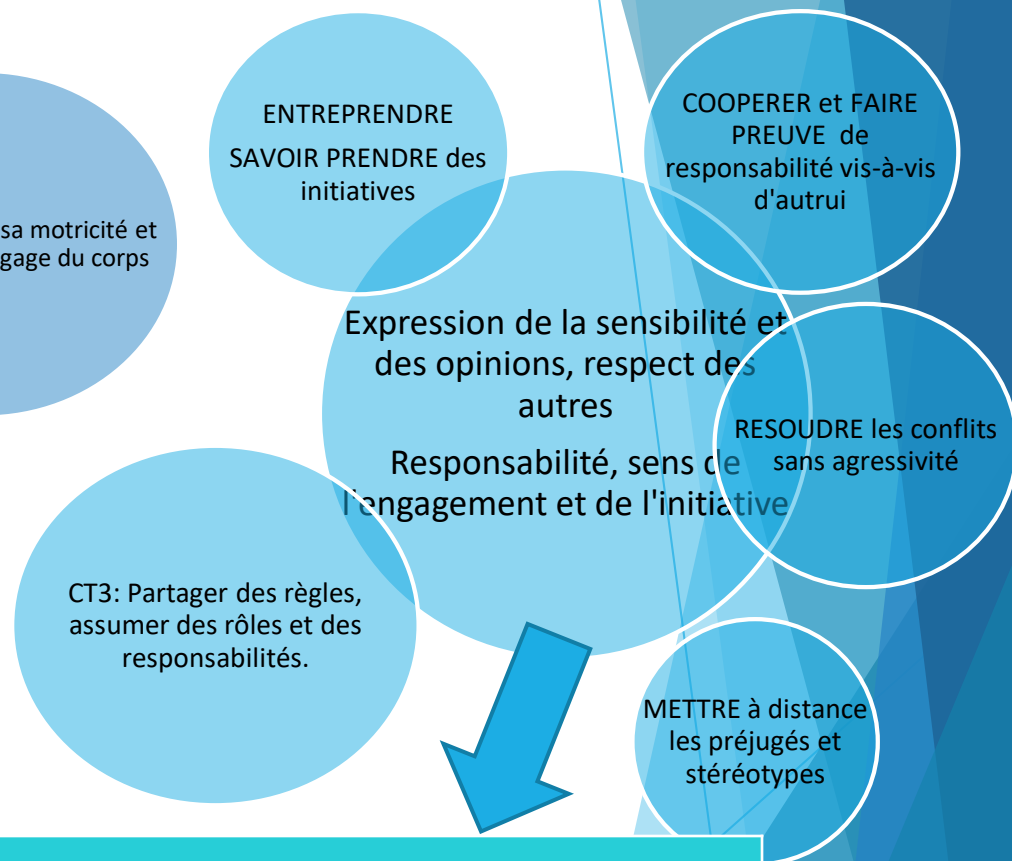 ENTREPRENDRE
SAVOIR PRENDRE des
initiatives
COOPERER et FAIRE
PREUVE de
responsabilité vis-à-vis
d'autrui
sa motricité et
gage du corps
Expression de la sensibilité et
des opinions, respect des
autres
Responsabilité, sens de
l'engagement et de l'initiative
RESOUDRE les conflits
sans agressivité
CT3: Partager des règles,
assumer des rôles et des
responsabilités.
METTRE à distance
les préjugés et
stéréotypes